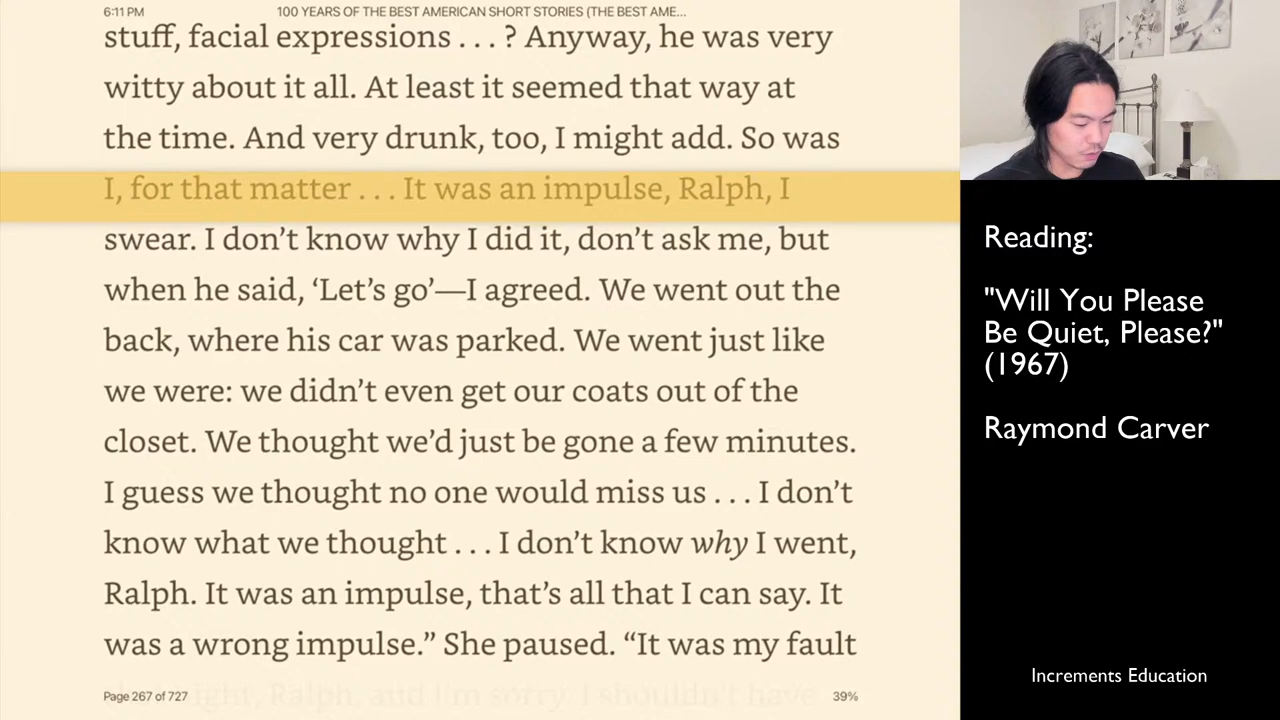 6:11 PM
100 YEARS OF THE BEST AMERICAN SHORT STORIES (THE BEST AME...
stuff, facial expressions . . . ? Anyway, he was very
witty about it all. At least it seemed that way at
the time. And very drunk, too, I might add. So was
I, for that matter . . . It was an impulse, Ralph, I
swear. I don’t know why I did it, don’t ask me, but
when he said, ‘Let’s go’—I agreed. We went out the
back, where his car was parked. We went just like
we were: we didn’t even get our coats out of the
closet. We thought we’d just be gone a few minutes.
I guess we thought no one would miss us . . . I don’t
know what we thought . . . I don’t know why I went,
Ralph. It was an impulse, that’s all that I can say. It
was a wrong impulse.” She paused. “It was my fault
night, Ralph, and I’m sorry. I shouldn’t have
Page 267 of 727
39%
Reading:
"Will You Please
Be Quiet, Please?"
(1967)
Raymond Carver
Increments Education